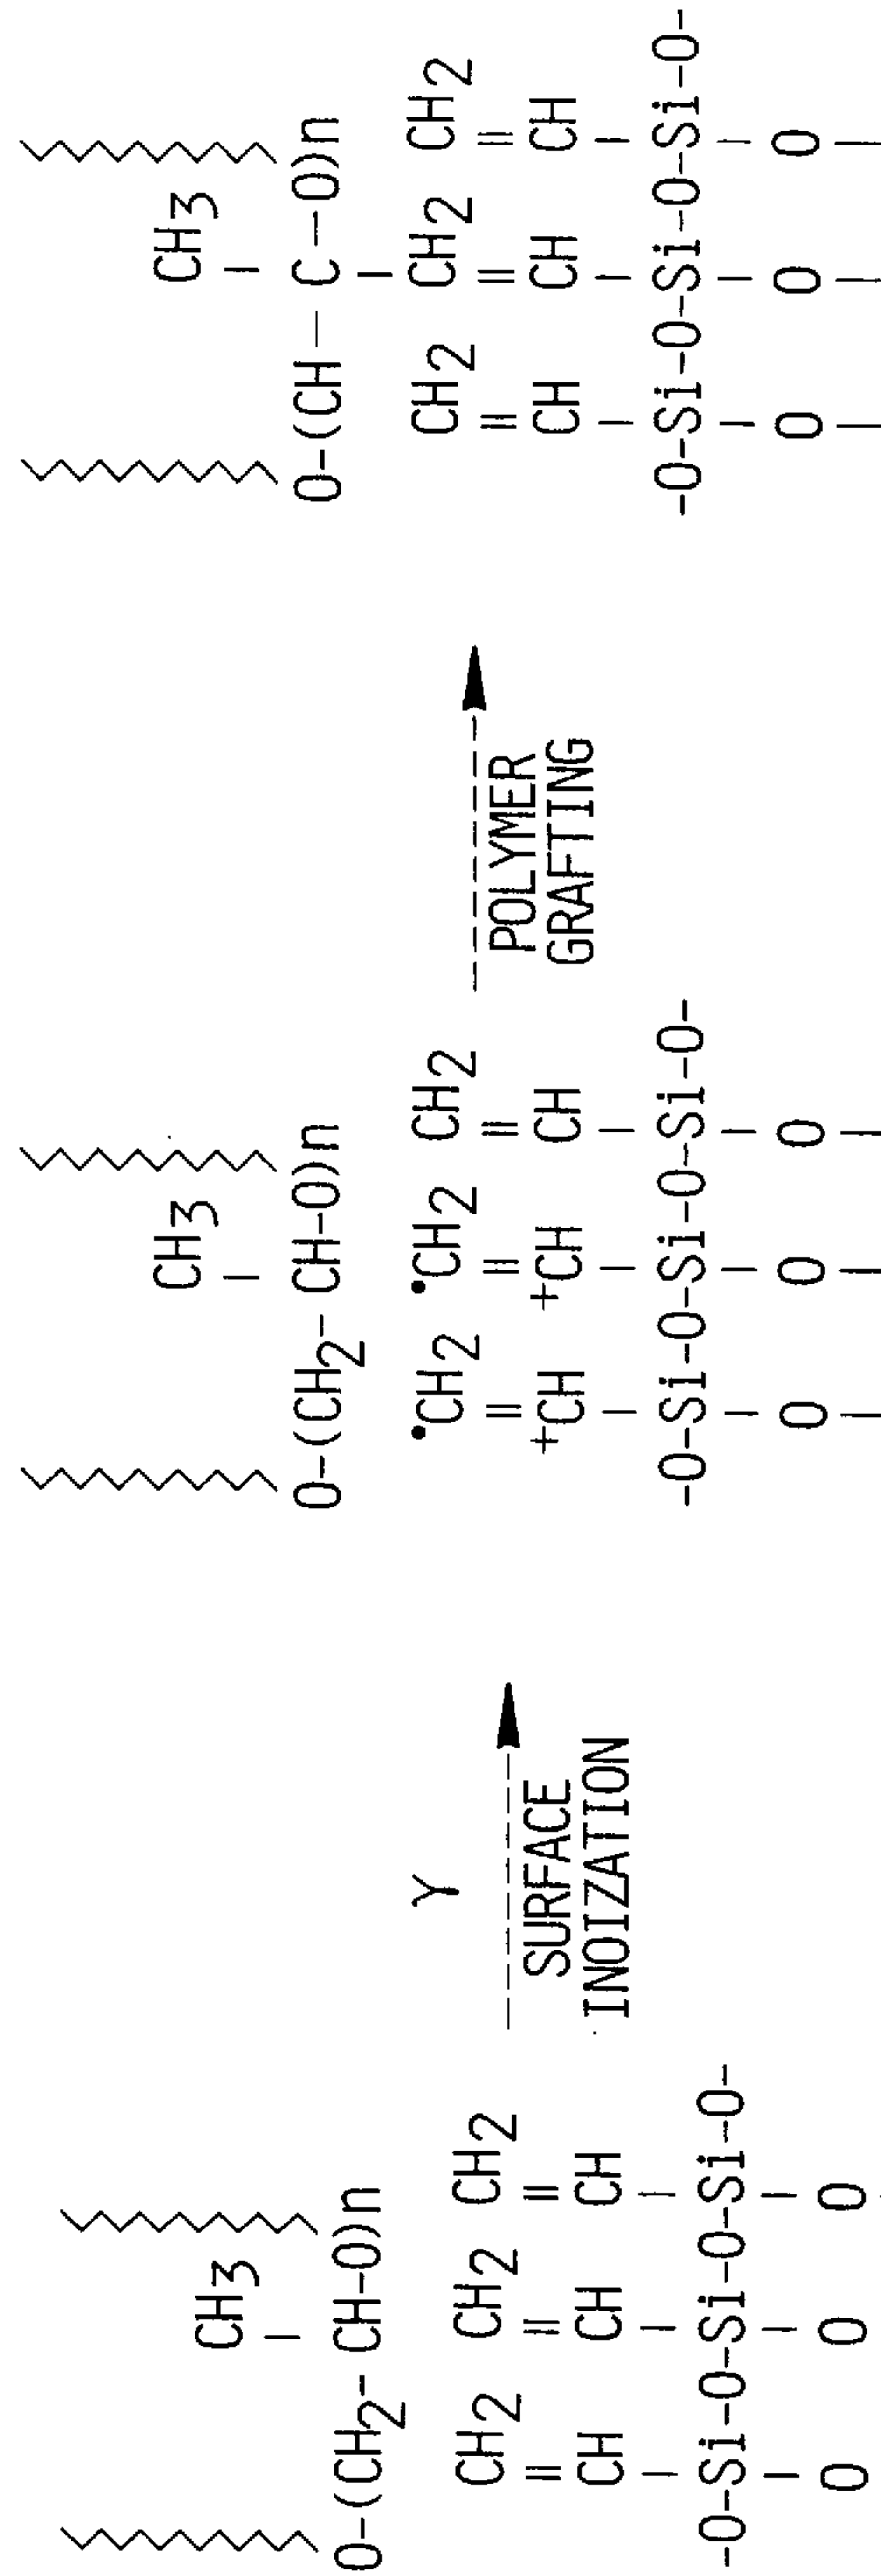 CH3
O-(CH2-CH-O)n
CH2 CH2 CH2
CH CH CH
-O-Si-O-Si-O-Si-O-
O O O
γ
SURFACE
INOIZATION
CH3
O-(CH2-CH-O)n
•CH2 •CH2 CH2
+CH +CH CH
-O-Si-O-Si-O-Si-O-
O O O
POLYMER
GRAFTING
CH3
O-(CH — C-O)n
CH2 CH2 CH2
CH CH CH
-O-Si-O-Si-O-Si-O-
O O O